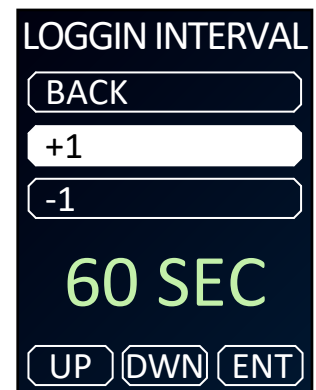 LOGGIN INTERVAL
BACK
+1
-1
60 SEC
UP DWN ENT